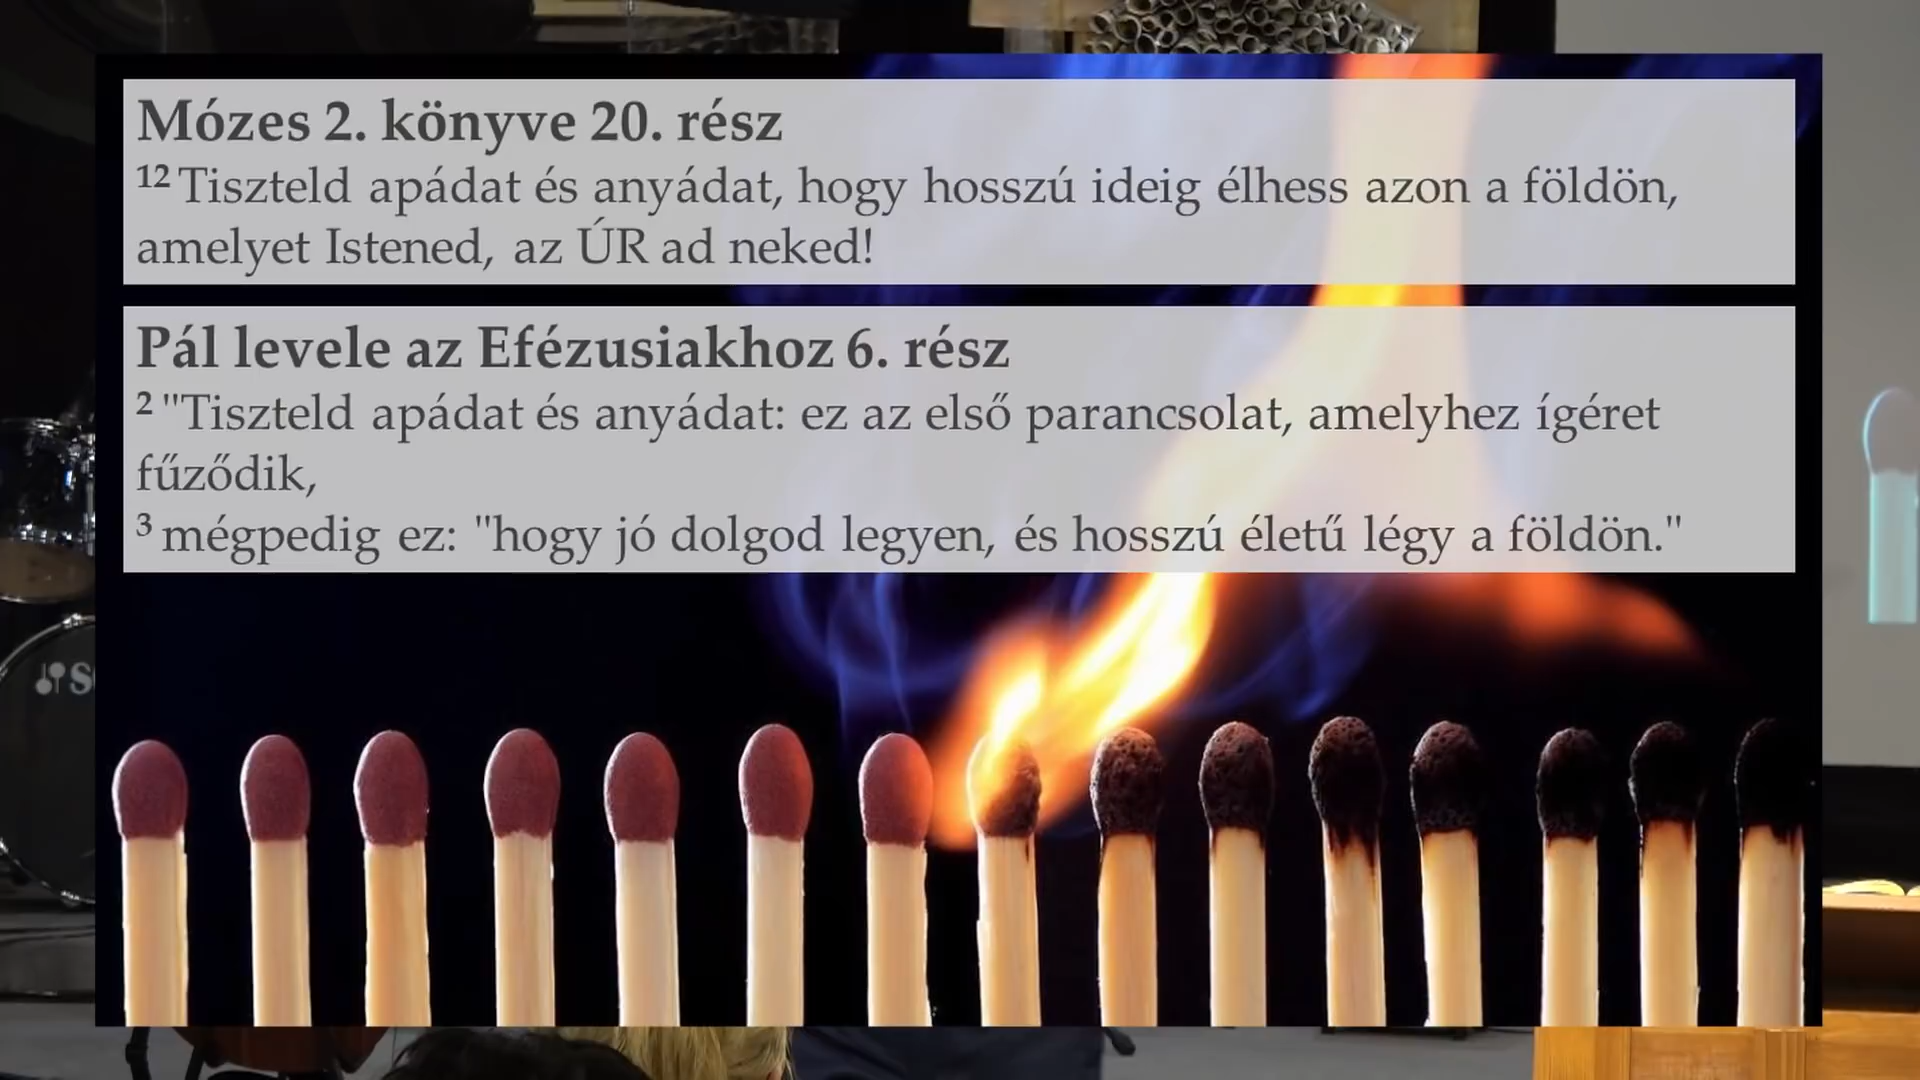 Mózes 2. könyve 20. rész
¹² Tiszteld apádat és anyádat, hogy hosszú ideig élhess azon a földön,
amelyet Istened, az ÚR ad neked!
Pál levele az Efézusiakhoz 6. rész
² "Tiszteld apádat és anyádat: ez az első parancsolat, amelyhez ígéret
fűződik,
³ mégpedig ez: "hogy jó dolgod legyen, és hosszú életű légy a földön."